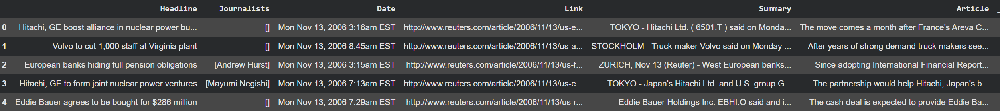 Headline Journalists Date Link Summary Article
0 Hitachi, GE boost alliance in nuclear power bu... [] Mon Nov 13, 2006 3:16am EST http://www.reuters.com/article/2006/11/13/us-e... TOKYO - Hitachi Ltd. ( 6501.T ) said on Monda... The move comes a month after France's Areva C...
1 Volvo to cut 1,000 staff at Virginia plant [] Mon Nov 13, 2006 8:45am EST http://www.reuters.com/article/2006/11/13/us-a... STOCKHOLM - Truck maker Volvo said on Monday ... After years of strong demand truck makers see...
2 European banks hiding full pension obligations [Andrew Hurst] Mon Nov 13, 2006 3:15am EST http://www.reuters.com/article/2006/11/13/us-f... ZURICH, Nov 13 (Reuter) - West European banks... Since adopting International Financial Report...
3 Hitachi, GE to form joint nuclear power ventures [Mayumi Negishi] Mon Nov 13, 2006 7:13am EST http://www.reuters.com/article/2006/11/13/us-e... TOKYO - Japan's Hitachi Ltd. and U.S. group G... The partnership would help Hitachi, Japan's b...
4 Eddie Bauer agrees to be bought for $286 million [] Mon Nov 13, 2006 7:29am EST http://www.reuters.com/article/2006/11/13/us-r... - Eddie Bauer Holdings Inc. EBHI.O said and i... The cash deal is expected to provide Eddie Ba...